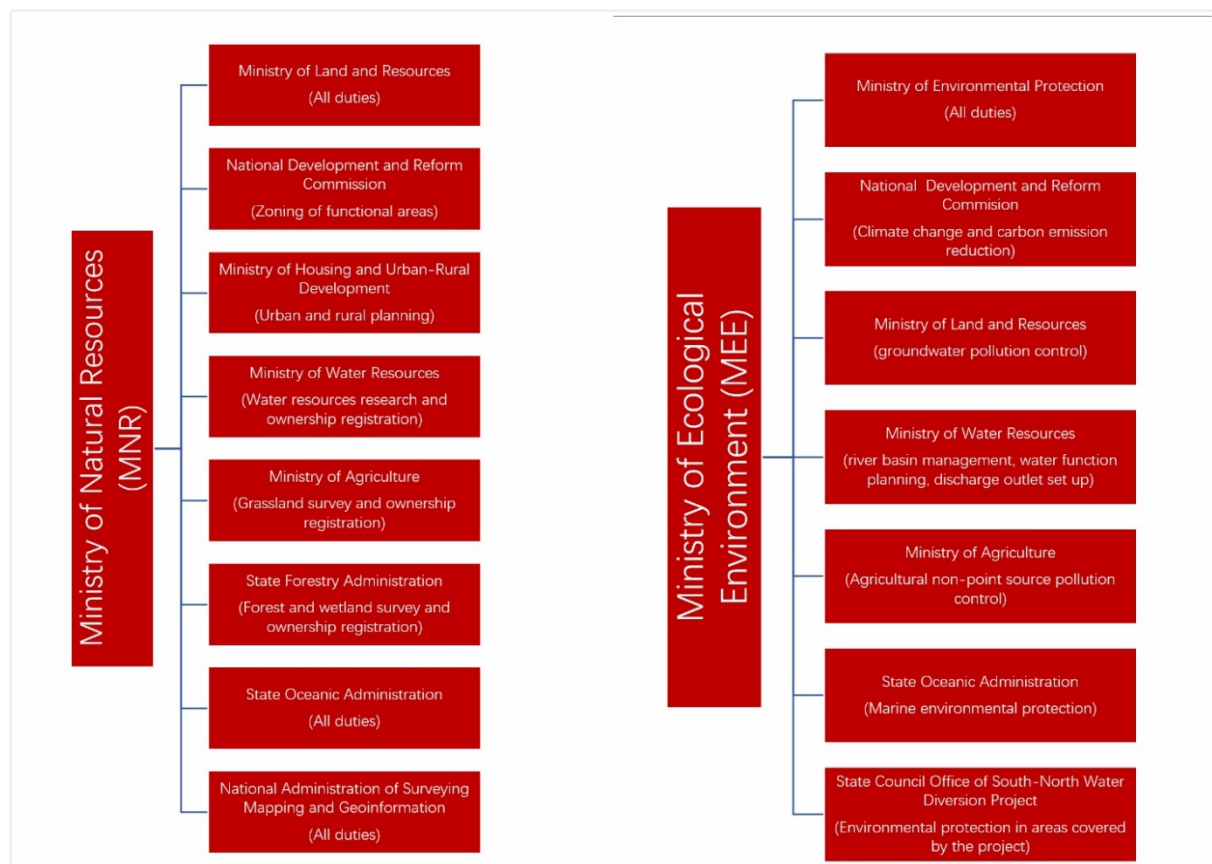 Ministry of Natural Resources
(MNR)
Ministry of Land and Resources
(All duties)
National Development and Reform
Commission
(Zoning of functional areas)
Ministry of Housing and Urban-Rural
Development
(Urban and rural planning)
Ministry of Water Resources
(Water resources research and
ownership registration)
Ministry of Agriculture
(Grassland survey and ownership
registration)
State Forestry Administration
(Forest and wetland survey and
ownership registration)
State Oceanic Administration
(All duties)
National Administration of Surveying
Mapping and Geoinformation
(All duties)
Ministry of Ecological
Environment (MEE)
Ministry of Environmental Protection
(All duties)
National Development and Reform
Commision
(Climate change and carbon emission
reduction)
Ministry of Land and Resources
(groundwater pollution control)
Ministry of Water Resources
(river basin management, water function
planning, discharge outlet set up)
Ministry of Agriculture
(Agricultural non-point source pollution
control)
State Oceanic Administration
(Marine environmental protection)
State Council Office of South-North Water
Diversion Project
(Environmental protection in areas covered
by the project)